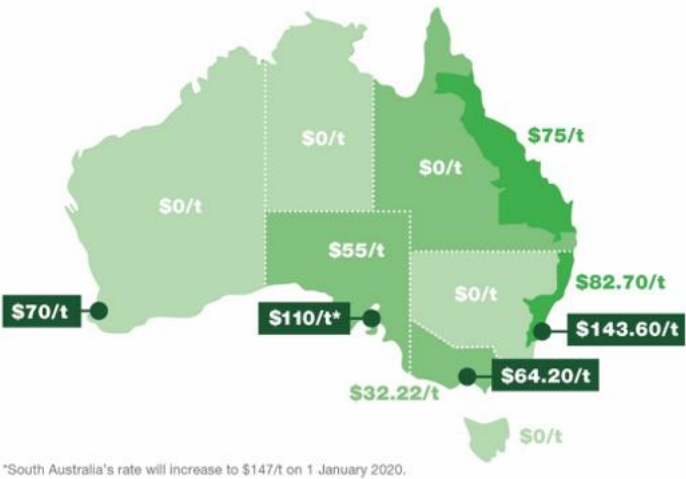 $75/t
$0/t
$0/t
$0/t
$55/t
$82.70/t
$0/t
$70/t
$110/t*
$143.60/t
$64.20/t
$32.22/t
$0/t
*South Australia's rate will increase to $147/t on 1 January 2020.